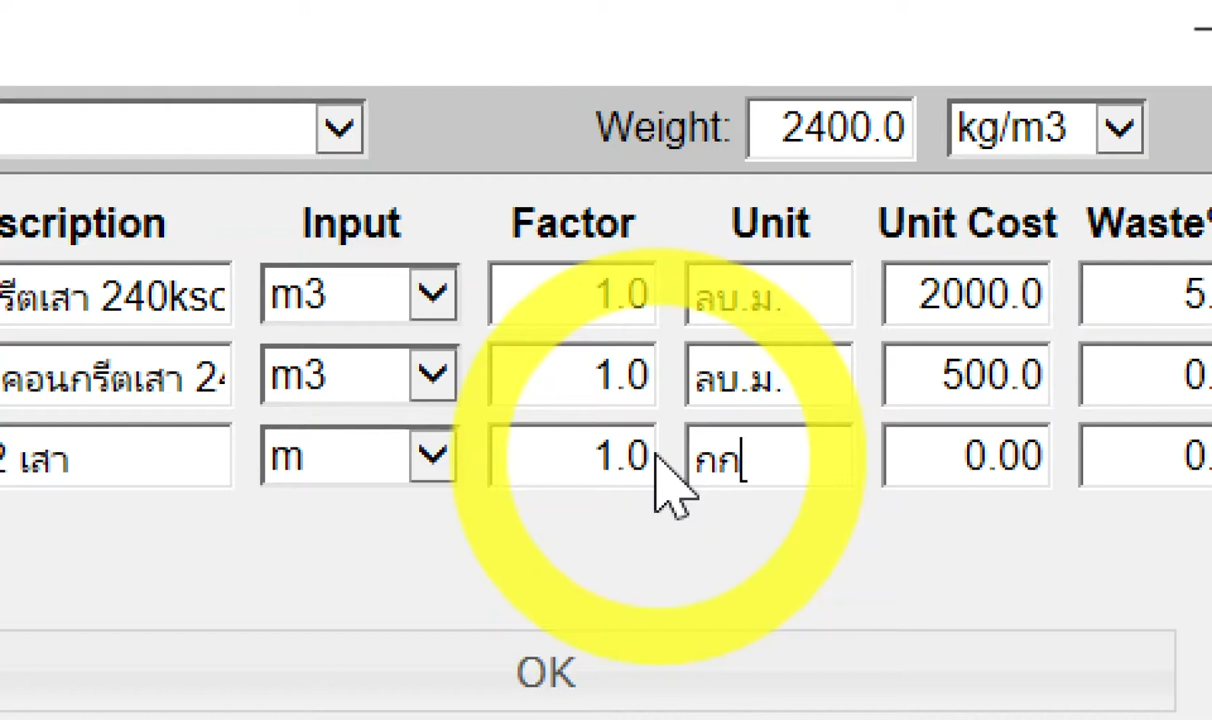 Weight: 2400.0 kg/m3
scription Input Factor Unit Unit Cost Waste%
รีตเสา 240ksc m3 1.0 ลบ.ม. 2000.0 5.
คอนกรีตเสา 24 m3 1.0 ลบ.ม. 500.0 0.
2 เสา m 1.0 กก 0.00 0.
OK